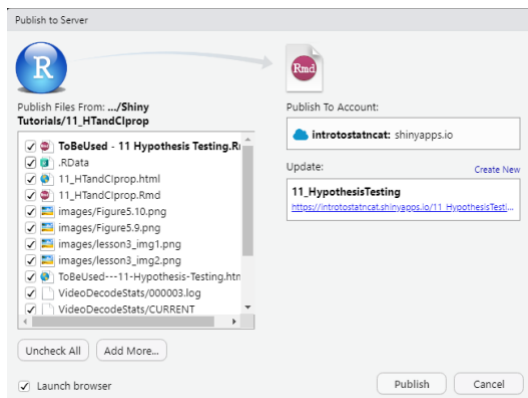 Publish to Server
R
Rmd
Publish Files From: .../Shiny
Tutorials/11_HTandCIprop
ToBeUsed - 11 Hypothesis Testing.R
.RData
11_HTandCIprop.html
11_HTandCIprop.Rmd
images/Figure5.10.png
images/Figure5.9.png
images/lesson3_img1.png
images/lesson3_img2.png
ToBeUsed---11-Hypothesis-Testing.htm
VideoDecodeStats/000003.log
VideoDecodeStats/CURRENT
Uncheck All
Add More...
Launch browser
Publish To Account:
introtostatncat: shinyapps.io
Update:
Create New
11_HypothesisTesting
https://introtostatncat.shinyapps.io/11_HypothesisTesti...
Publish
Cancel